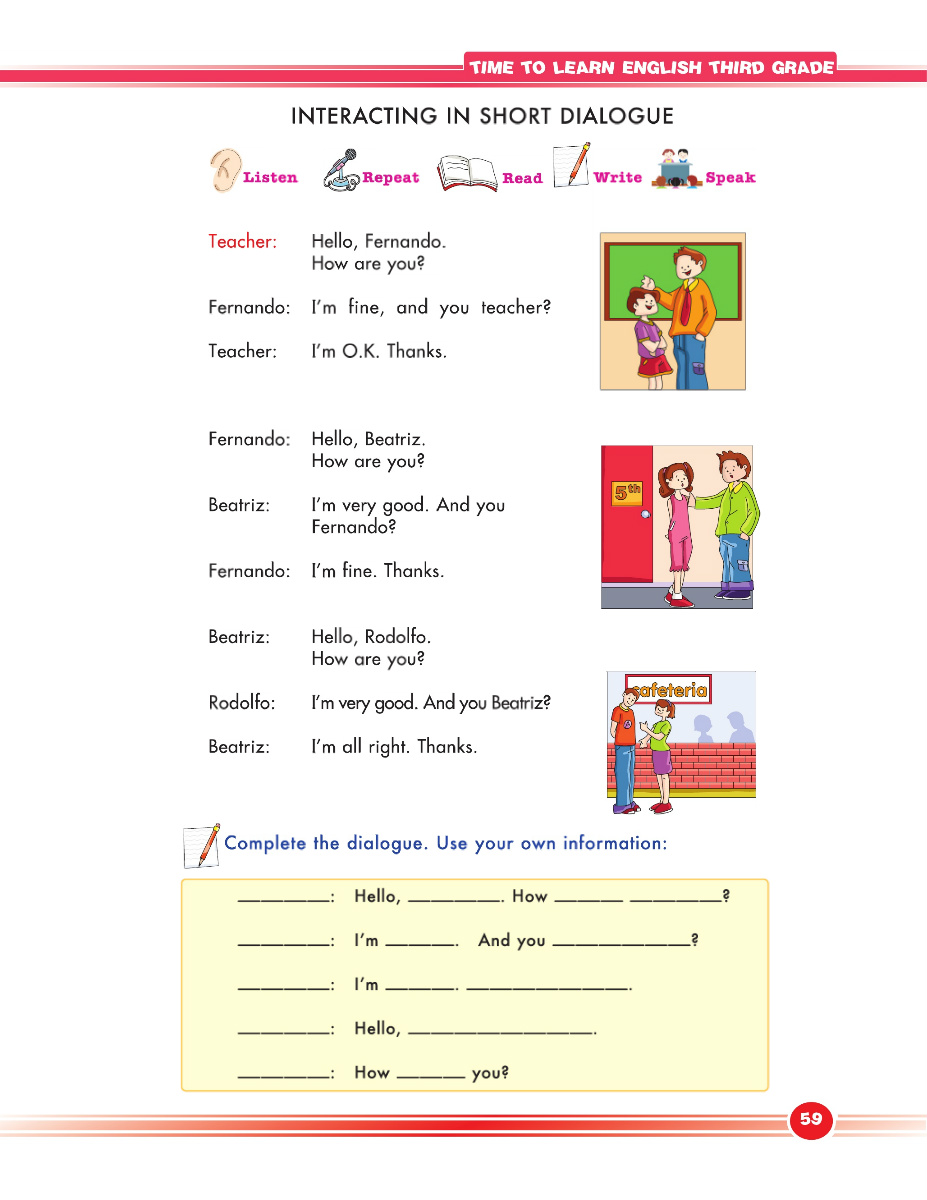 TIME TO LEARN ENGLISH THIRD GRADE
INTERACTING IN SHORT DIALOGUE
Listen Repeat Read Write Speak
Teacher: Hello, Fernando.
How are you?
Fernando: I'm fine, and you teacher?
Teacher: I'm O.K. Thanks.
Fernando: Hello, Beatriz.
How are you?
5th
Beatriz: I'm very good. And you
Fernando?
Fernando: I'm fine. Thanks.
Beatriz: Hello, Rodolfo.
How are you?
cafeteria
Rodolfo: I'm very good. And you Beatriz?
Beatriz: I'm all right. Thanks.
Complete the dialogue. Use your own information:
________: Hello, ________. How ______ ________?
________: I'm ______. And you ____________?
________: I'm ______. ______________.
________: Hello, ________________.
________: How ______ you?
59